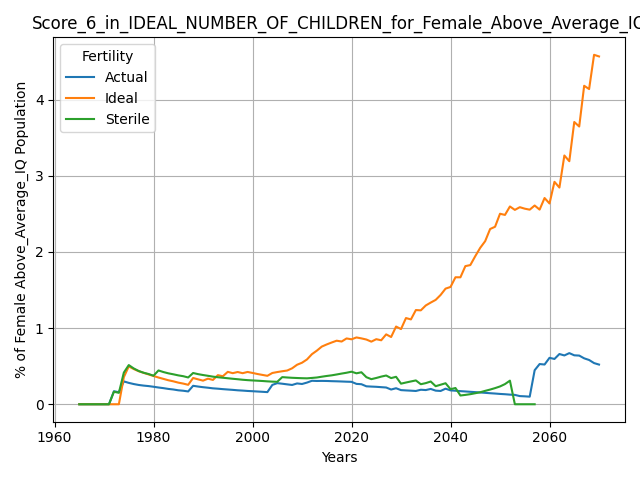 Score_6_in_IDEAL_NUMBER_OF_CHILDREN_for_Female_Above_Average_IQ
Fertility
Actual
Ideal
Sterile
% of Female Above_Average_IQ Population
4
3
2
1
0
1960 1980 2000 2020 2040 2060
Years